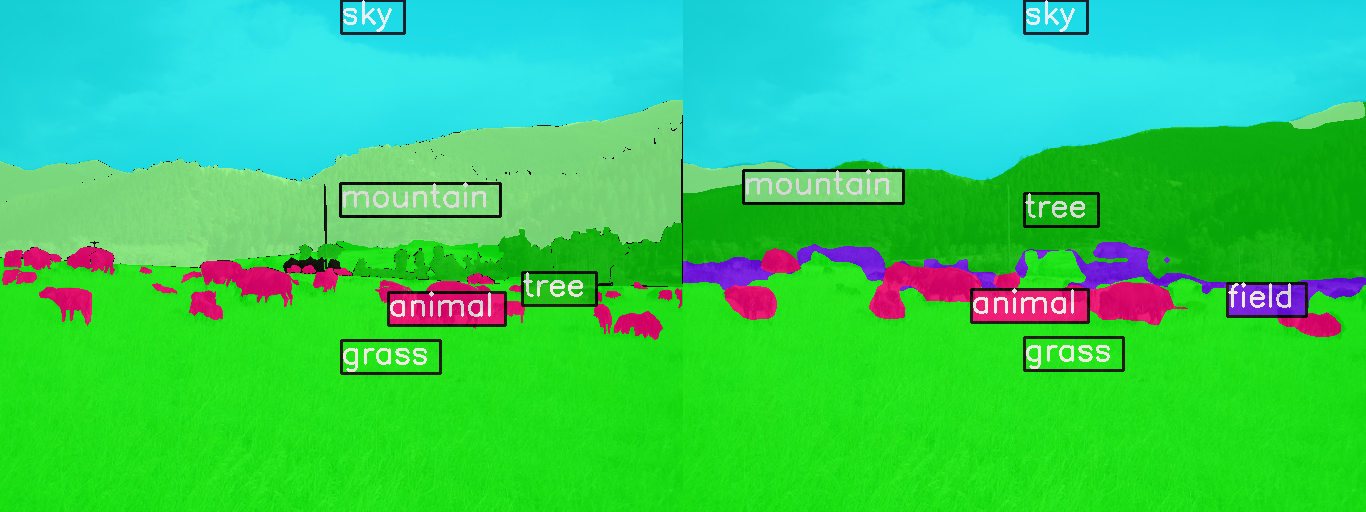 sky
mountain
tree
animal
grass
sky
mountain
tree
field
animal
grass